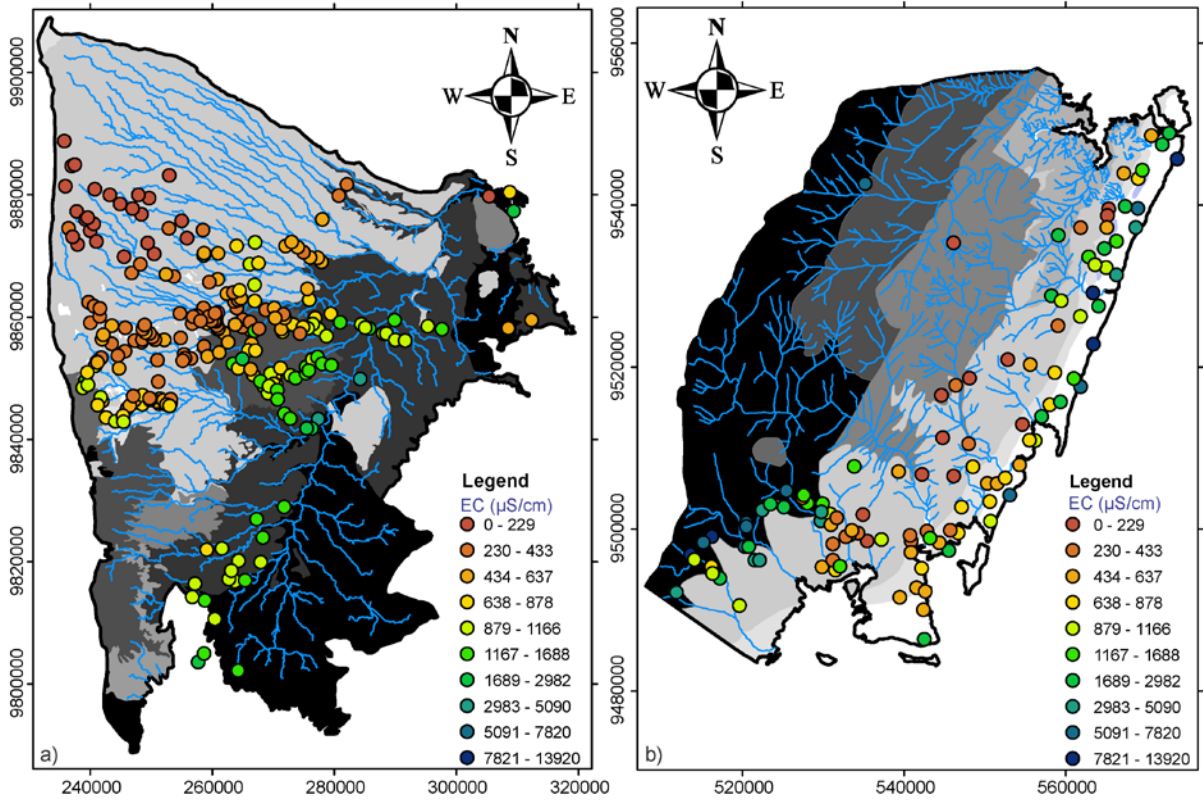 N
W E
S
9900000
9880000
9860000
9840000
9820000
9800000
Legend
EC (µS/cm)
0 - 229
230 - 433
434 - 637
638 - 878
879 - 1166
1167 - 1688
1689 - 2982
2983 - 5090
5091 - 7820
7821 - 13920
a)
240000 260000 280000 300000 320000
N
W E
S
9560000
9540000
9520000
9500000
9480000
Legend
EC (µS/cm)
0 - 229
230 - 433
434 - 637
638 - 878
879 - 1166
1167 - 1688
1689 - 2982
2983 - 5090
5091 - 7820
7821 - 13920
b)
520000 540000 560000